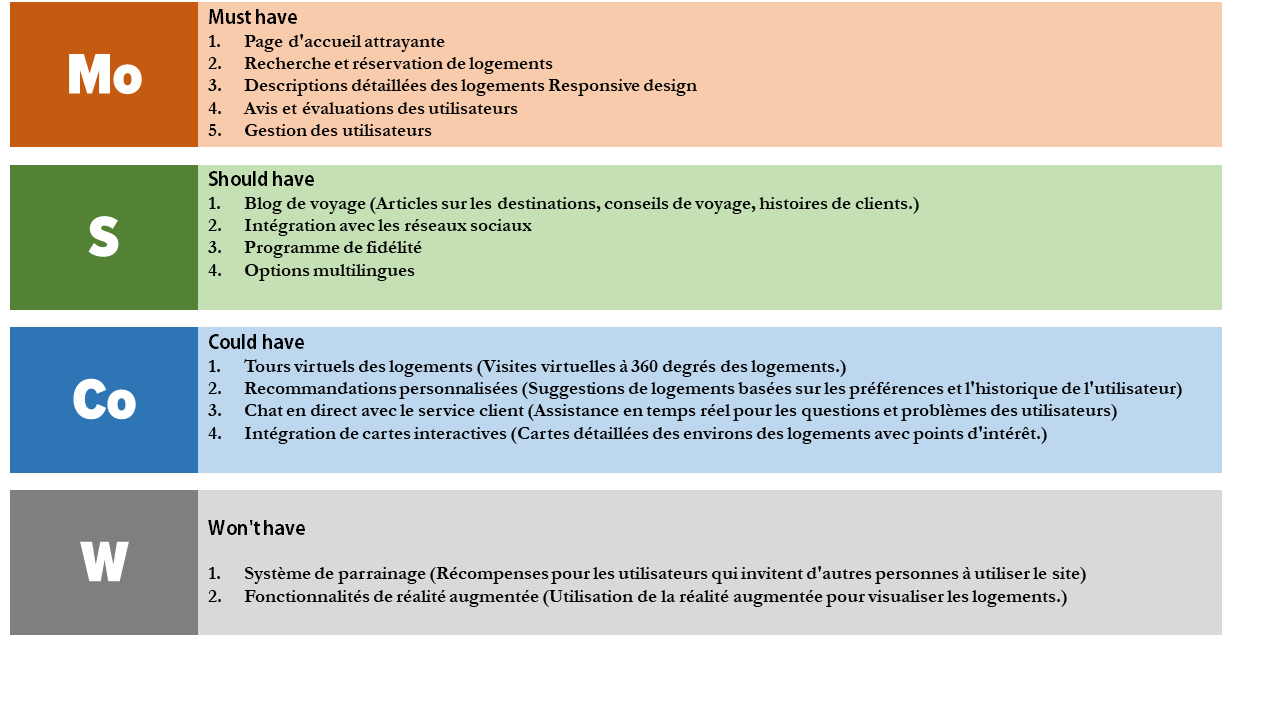 Mo
Must have
1. Page d'accueil attrayante
2. Recherche et réservation de logements
3. Descriptions détaillées des logements Responsive design
4. Avis et évaluations des utilisateurs
5. Gestion des utilisateurs
S
Should have
1. Blog de voyage (Articles sur les destinations, conseils de voyage, histoires de clients.)
2. Intégration avec les réseaux sociaux
3. Programme de fidélité
4. Options multilingues
Co
Could have
1. Tours virtuels des logements (Visites virtuelles à 360 degrés des logements.)
2. Recommandations personnalisées (Suggestions de logements basées sur les préférences et l'historique de l'utilisateur)
3. Chat en direct avec le service client (Assistance en temps réel pour les questions et problèmes des utilisateurs)
4. Intégration de cartes interactives (Cartes détaillées des environs des logements avec points d'intérêt.)
W
Won't have
1. Système de parrainage (Récompenses pour les utilisateurs qui invitent d'autres personnes à utiliser le site)
2. Fonctionnalités de réalité augmentée (Utilisation de la réalité augmentée pour visualiser les logements.)